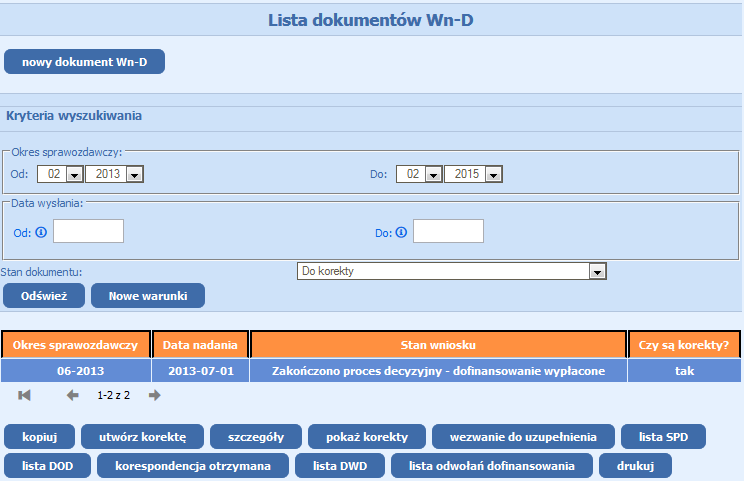 Lista dokumentów Wn-D
nowy dokument Wn-D
Kryteria wyszukiwania
Okres sprawozdawczy:
Od: 02 2013 Do: 02 2015
Data wysłania:
Od: Do:
Stan dokumentu: Do korekty
Odśwież Nowe warunki
Okres sprawozdawczy Data nadania Stan wniosku Czy są korekty?
06-2013 2013-07-01 Zakończono proces decyzyjny - dofinansowanie wypłacone tak
1-2 z 2
kopiuj utwórz korektę szczegóły pokaż korekty wezwanie do uzupełnienia lista SPD
lista DOD korespondencja otrzymana lista DWD lista odwołań dofinansowania drukuj